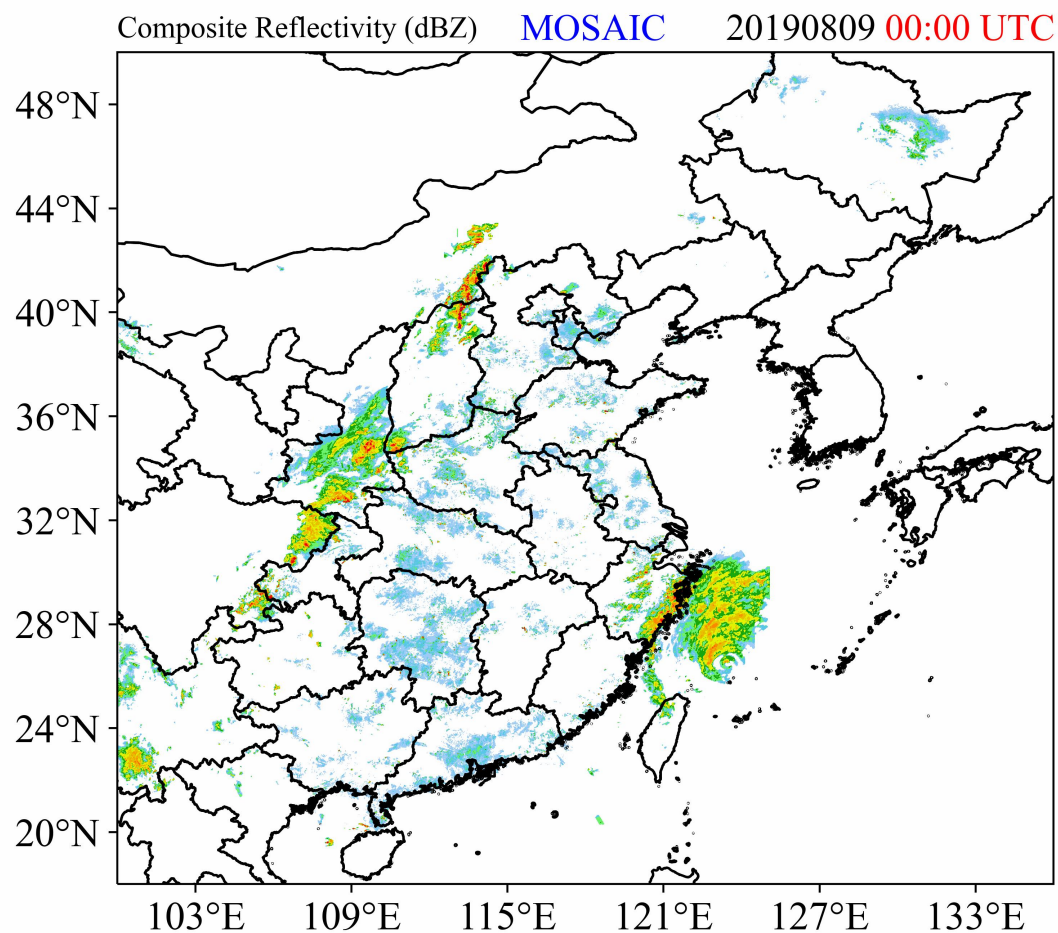 Composite Reflectivity (dBZ) MOSAIC 20190809 00:00 UTC
48°N
44°N
40°N
36°N
32°N
28°N
24°N
20°N
103°E 109°E 115°E 121°E 127°E 133°E